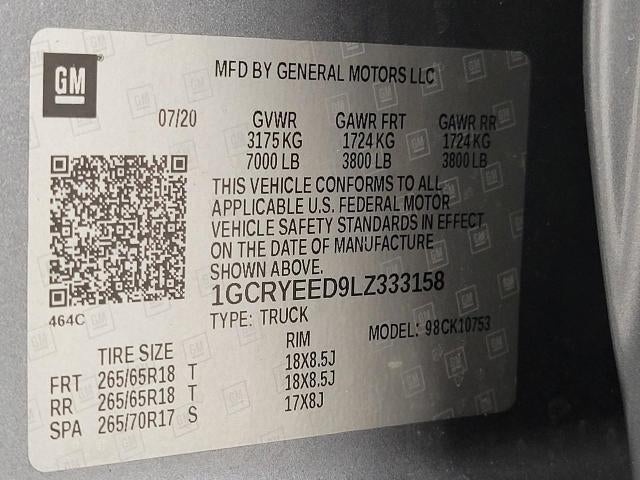 GM
MFD BY GENERAL MOTORS LLC
07/20 GVWR GAWR FRT GAWR RR
3175 KG 1724 KG 1724 KG
7000 LB 3800 LB 3800 LB
THIS VEHICLE CONFORMS TO ALL
APPLICABLE U.S. FEDERAL MOTOR
VEHICLE SAFETY STANDARDS IN EFFECT
ON THE DATE OF MANUFACTURE
SHOWN ABOVE.
1GCRYEED9LZ333158
464C
TYPE: TRUCK MODEL: 98CK10753
TIRE SIZE RIM
FRT 265/65R18 T 18X8.5J
RR 265/65R18 T 18X8.5J
SPA 265/70R17 S 17X8J